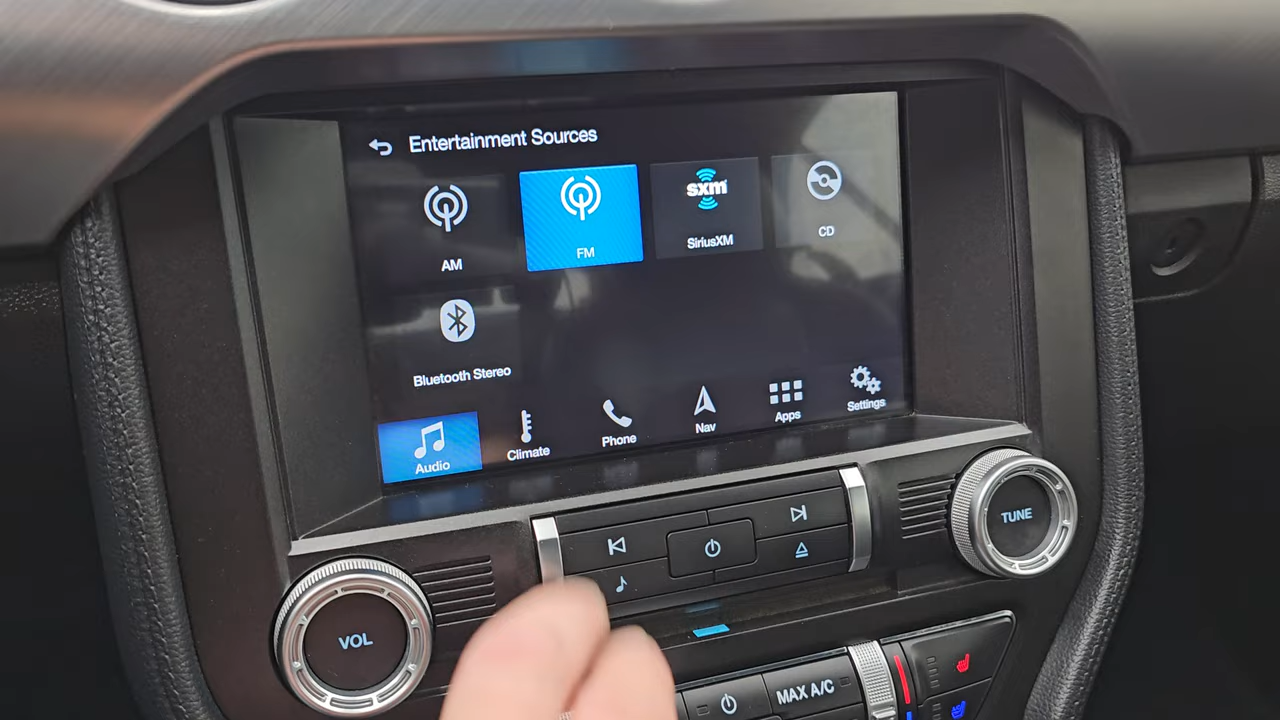 Entertainment Sources
AM
FM
sxm
SiriusXM
CD
Bluetooth Stereo
Audio
Climate
Phone
Nav
Apps
Settings
VOL
TUNE
MAX A/C